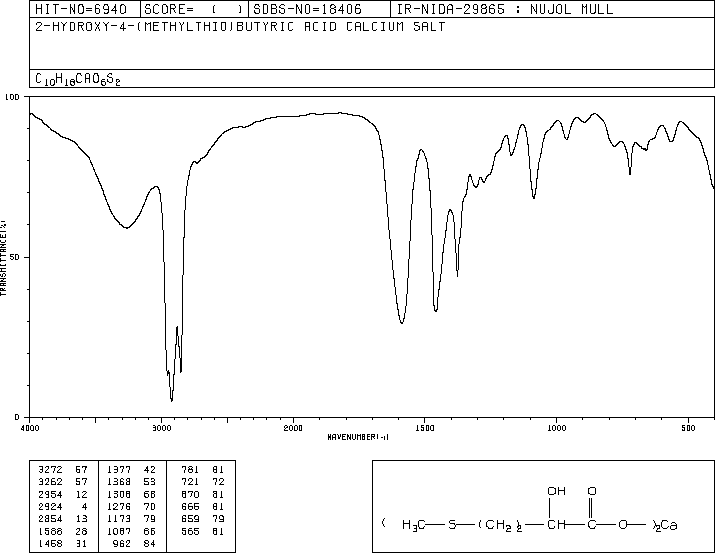 HIT-NO=6940 SCORE= ( ) SDBS-NO=18406 IR-NIDA-29865 : NUJOL MULL
2-HYDROXY-4-(METHYLTHIO)BUTYRIC ACID CALCIUM SALT
C10H18CAO6S2
100
50
0
TRANSMITTANCE(%)
4000 3000 2000 1500 1000 500
WAVENUMBER(-1)
3272 57 1377 42 781 81
3262 57 1368 53 721 72
2954 12 1308 68 670 81
2924 4 1276 70 665 81
2854 13 1173 79 659 79
1588 28 1087 66 565 81
1458 31 962 84
OH O
( H3C S (CH2)2 CH C O )2Ca